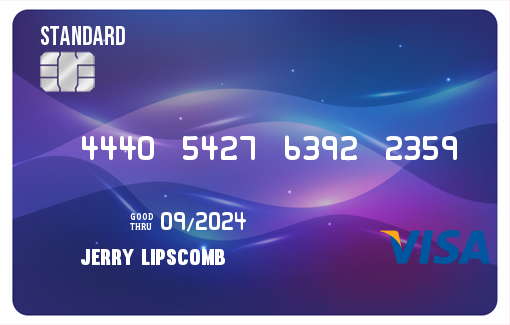 STANDARD
4440 5427 6392 2359
GOOD THRU 09/2024
JERRY LIPSCOMB
VISA